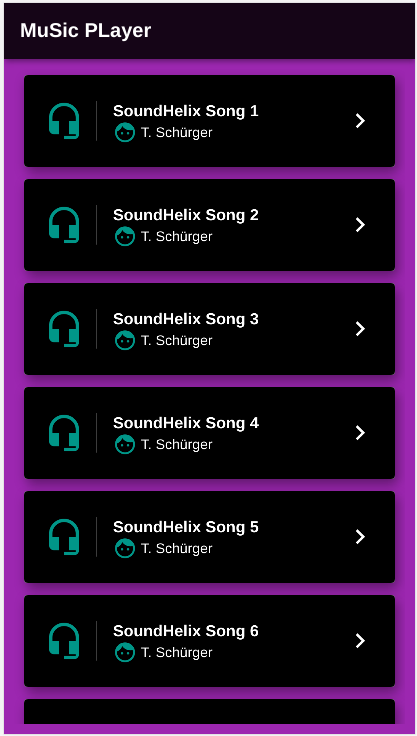 MuSic PLayer
SoundHelix Song 1
T. Schürger
SoundHelix Song 2
T. Schürger
SoundHelix Song 3
T. Schürger
SoundHelix Song 4
T. Schürger
SoundHelix Song 5
T. Schürger
SoundHelix Song 6
T. Schürger